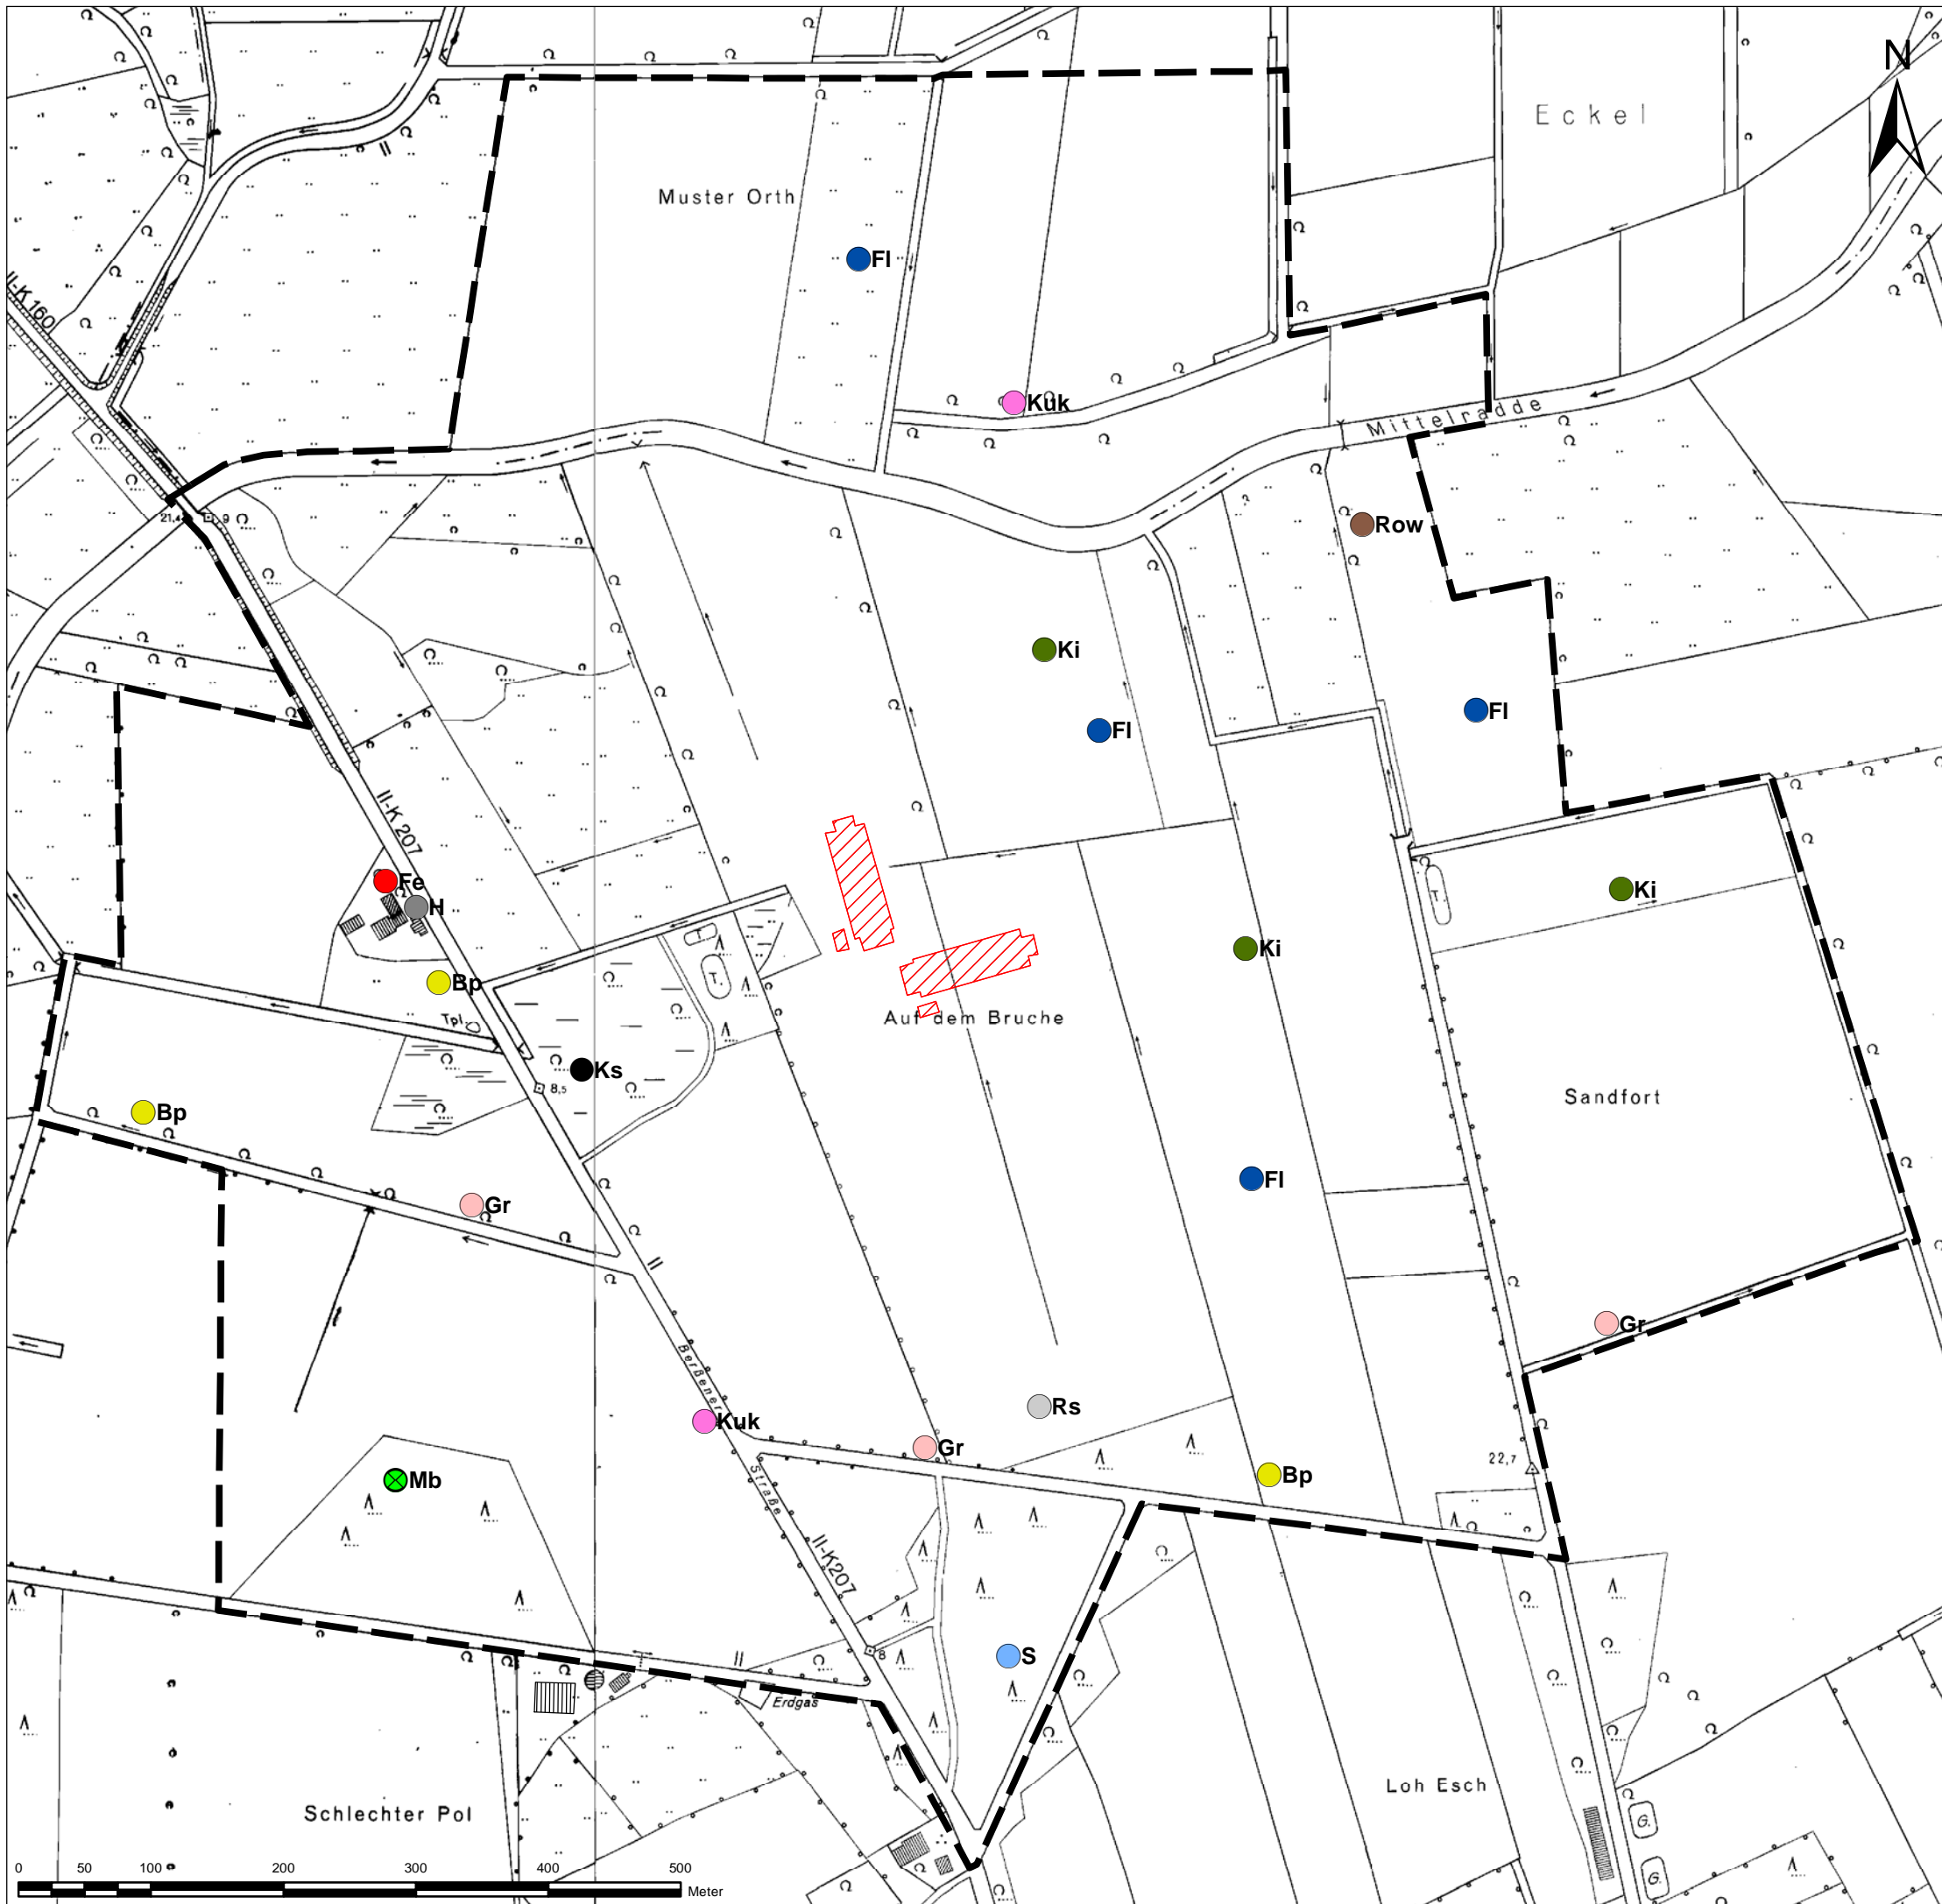 N
Eckel
Muster Orth
Fl
II-K160
Kuk
Mittelradde
21,4
9
Row
Ki
Fl
Fl
II-K 207
Fe
H
Ki
T.
Ki
T.
T.
Bp
Tpl.
Auf dem Bruche
Ks
8,5
Sandfort
Bp
Fl
Gr
Gr
Berßener
Rs
Kuk
Gr
22,7
Bp
Mb
Straße
II-K207
8
S
Erdgas
Loh Esch
Schlechter Pol
G.
G.
0 50 100 200 300 400 500
Meter